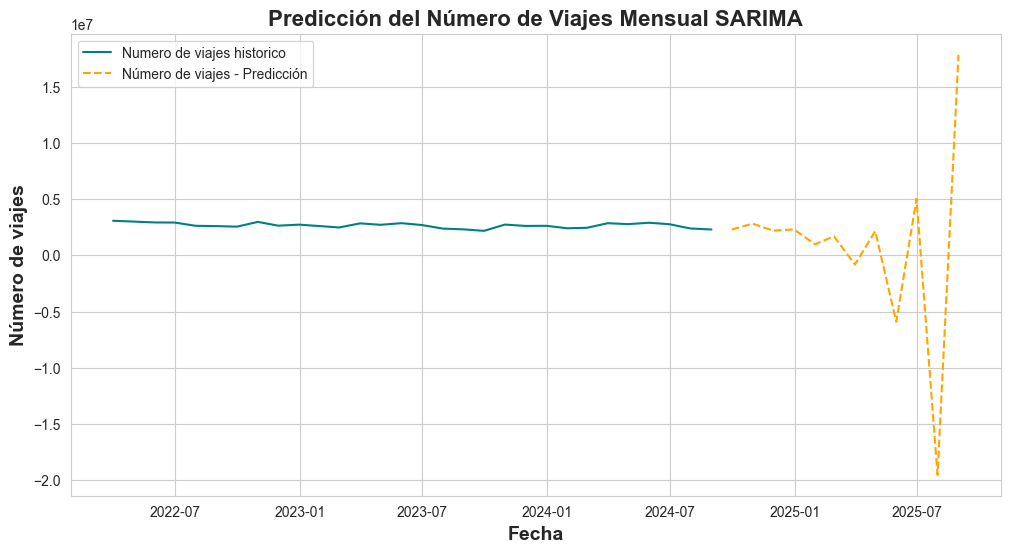 Predicción del Número de Viajes Mensual SARIMA
1e7
Numero de viajes historico
Número de viajes - Predicción
1.5
1.0
0.5
0.0
−0.5
−1.0
−1.5
−2.0
Número de viajes
2022-07
2023-01
2023-07
2024-01
2024-07
2025-01
2025-07
Fecha